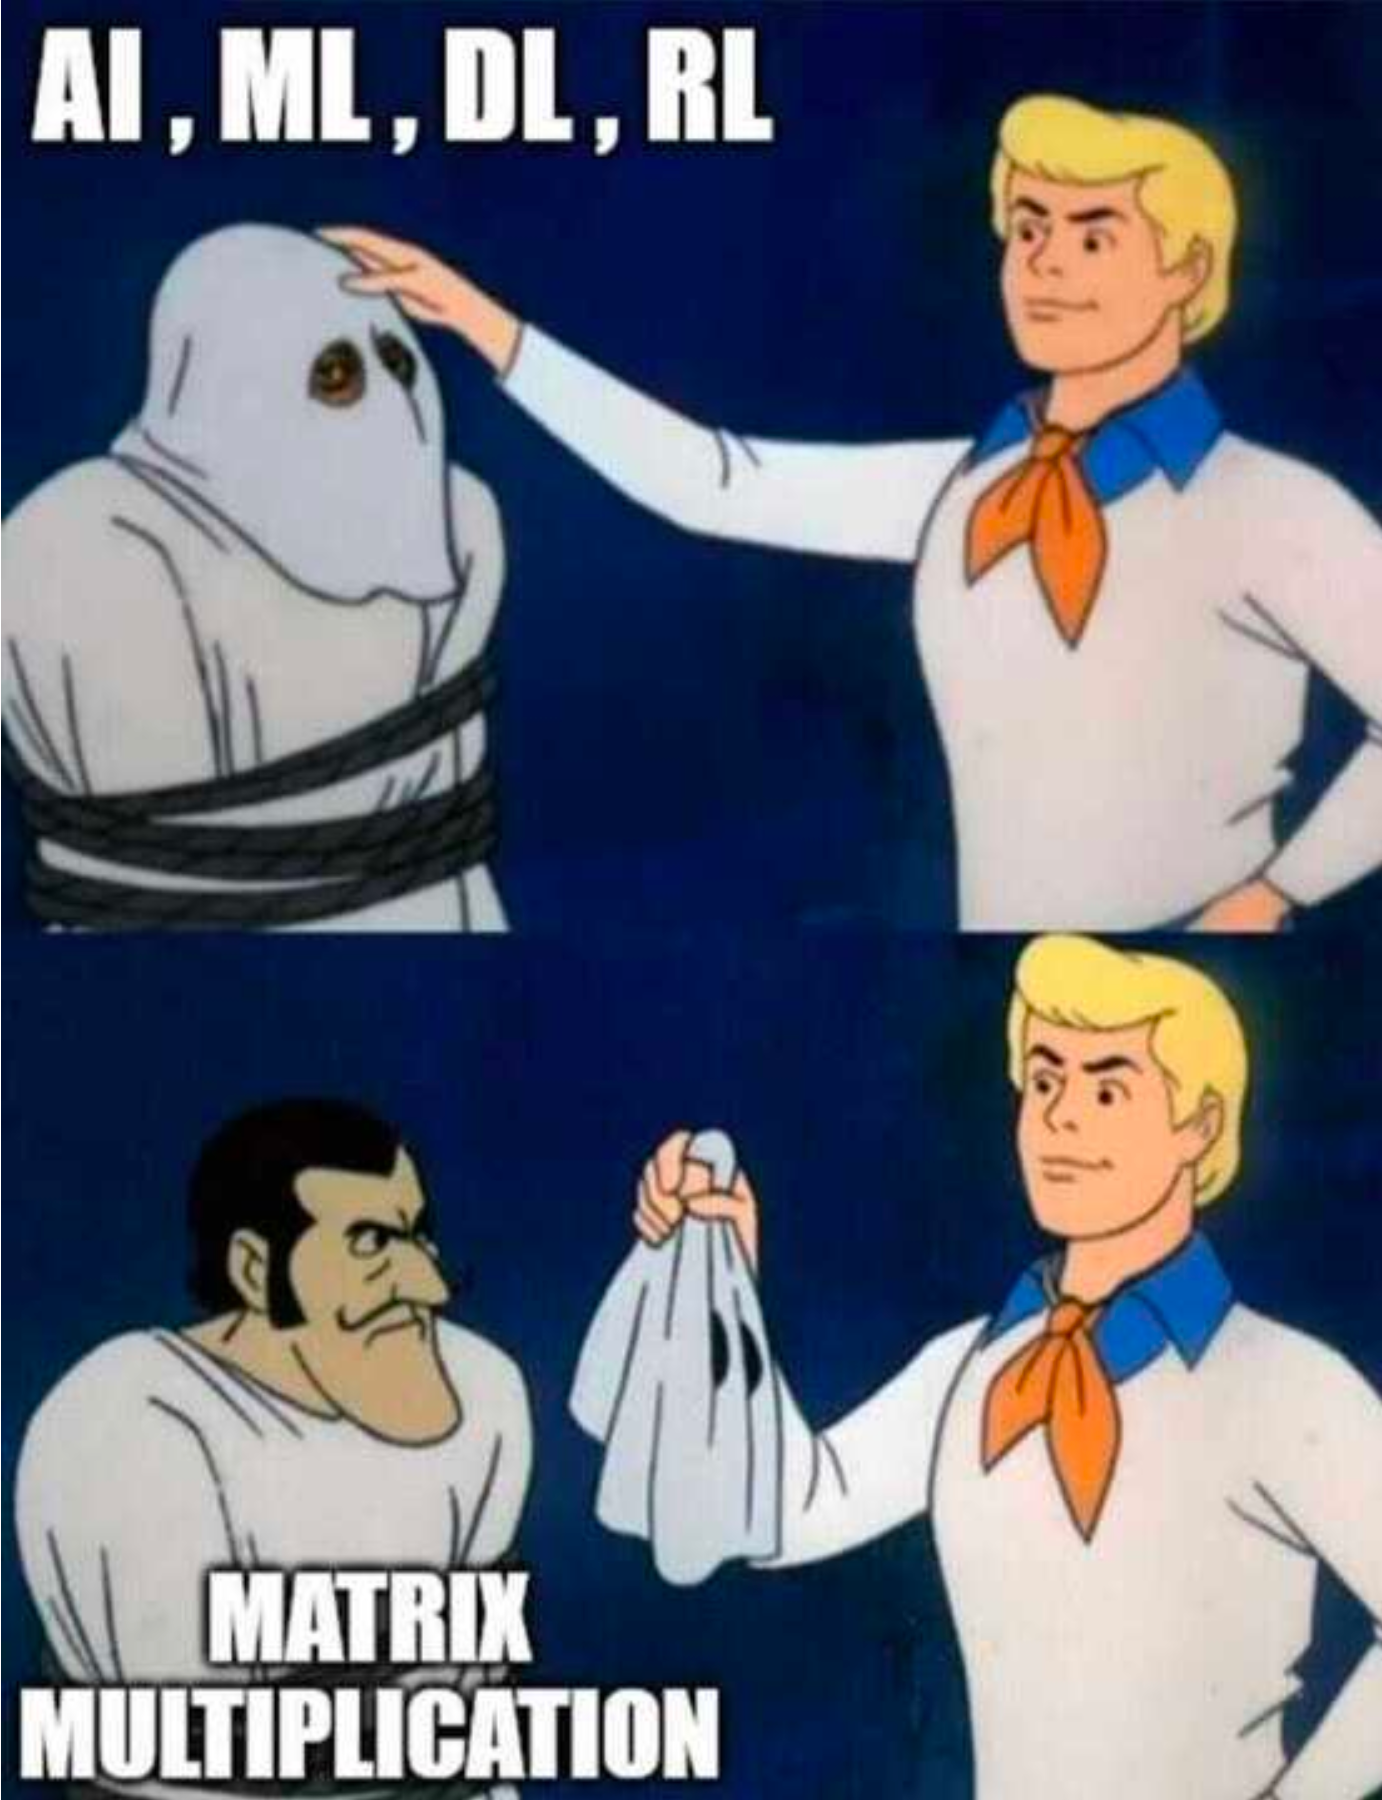 AI , ML , DL , RL
MATRIX
MULTIPLICATION